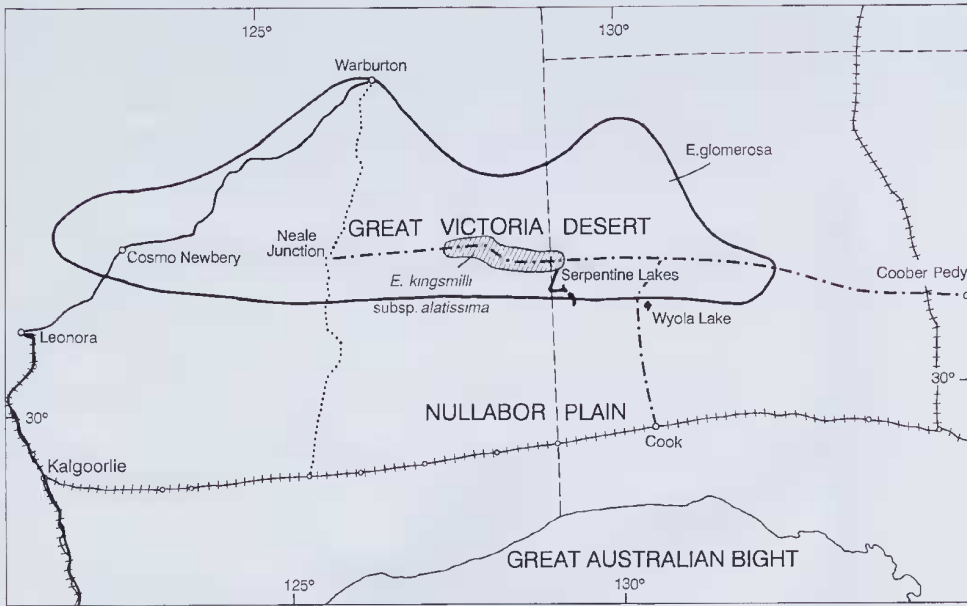 125°
130°
Warburton
E.glomerosa
GREAT VICTORIA DESERT
Neale
Junction
Cosmo Newbery
E. kingsmilli
subsp. alatissima
Serpentine Lakes
Coober Pedy
Wyola Lake
Leonora
30°
30°
NULLABOR PLAIN
Cook
Kalgoorlie
GREAT AUSTRALIAN BIGHT
125°
130°